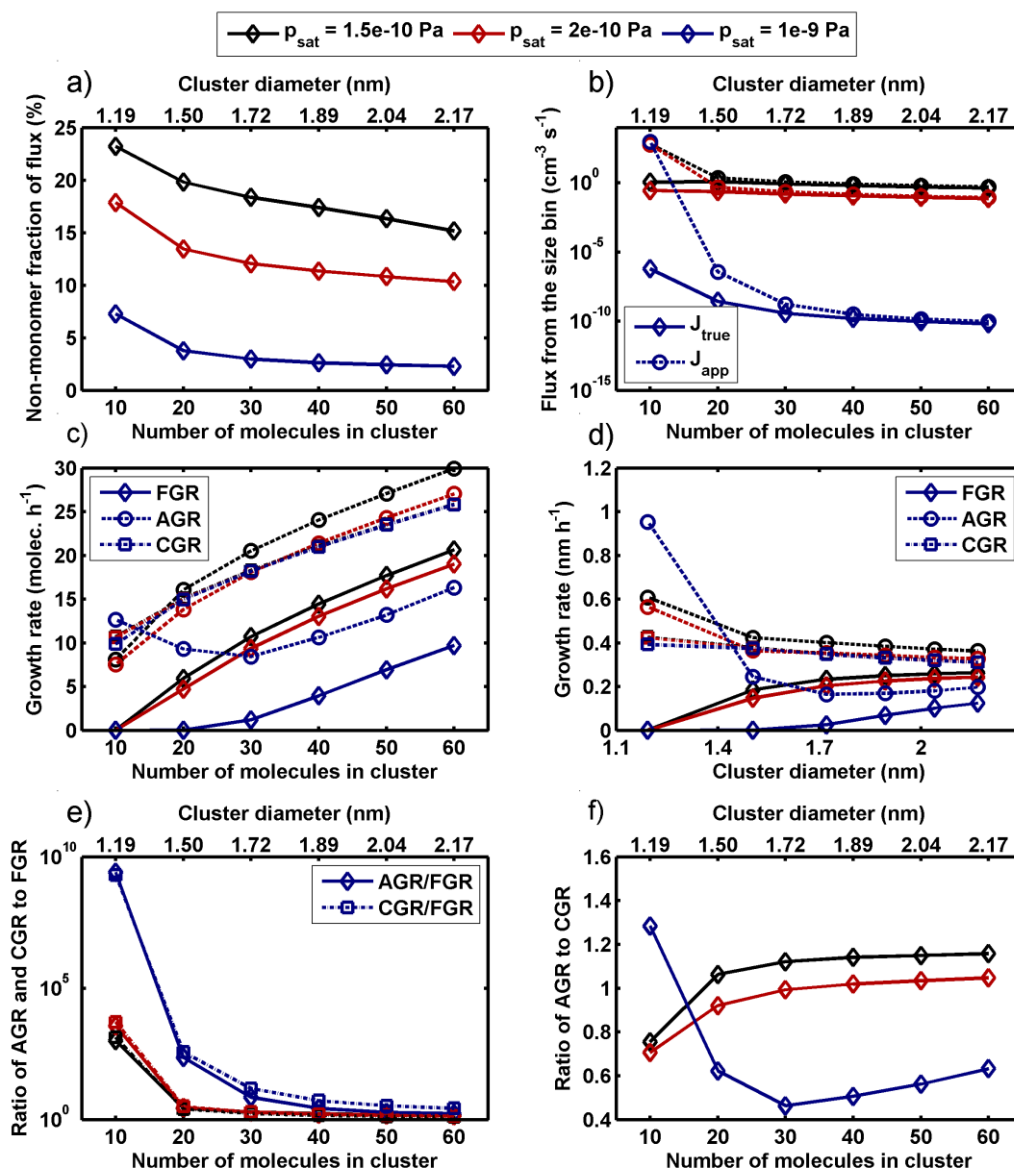 p_sat = 1.5e-10 Pa p_sat = 2e-10 Pa p_sat = 1e-9 Pa
a)
Cluster diameter (nm)
1.19 1.50 1.72 1.89 2.04 2.17
Non-monomer fraction of flux (%)
25
20
15
10
5
0
10 20 30 40 50 60
Number of molecules in cluster
b)
Cluster diameter (nm)
1.19 1.50 1.72 1.89 2.04 2.17
Flux from the size bin (cm^-3 s^-1)
10^0
10^-5
10^-10
10^-15
J_true
J_app
10 20 30 40 50 60
Number of molecules in cluster
c)
Growth rate (molec. h^-1)
30
25
20
15
10
5
0
FGR
AGR
CGR
10 20 30 40 50 60
Number of molecules in cluster
d)
Growth rate (nm h^-1)
1.2
1
0.8
0.6
0.4
0.2
0
FGR
AGR
CGR
1.1 1.4 1.7 2
Cluster diameter (nm)
e)
Cluster diameter (nm)
1.19 1.50 1.72 1.89 2.04 2.17
Ratio of AGR and CGR to FGR
10^10
10^5
10^0
AGR/FGR
CGR/FGR
10 20 30 40 50 60
Number of molecules in cluster
f)
Cluster diameter (nm)
1.19 1.50 1.72 1.89 2.04 2.17
Ratio of AGR to CGR
1.6
1.4
1.2
1
0.8
0.6
0.4
10 20 30 40 50 60
Number of molecules in cluster